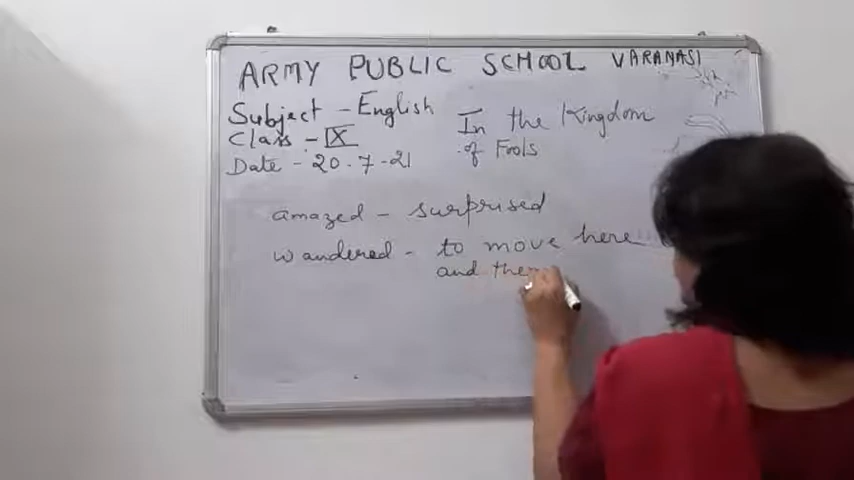 ARMY PUBLIC SCHOOL VARANASI
Subject - English
Class - IX
Date - 20.7.21
In the Kingdom
of Fools
amazed - surprised
wandered - to move here
and ther